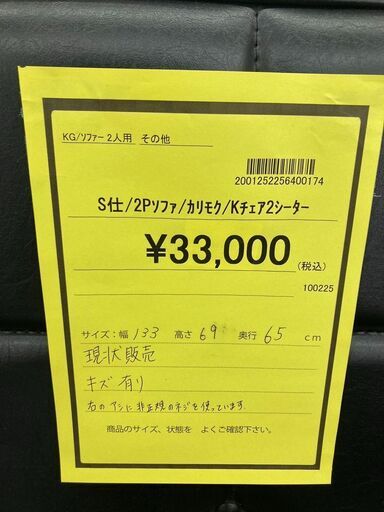 KG/ソファー 2人用 その他
2001252256400174
S仕/2Pソファ/カリモク/Kチェア2シーター
¥33,000(税込)
100225
サイズ:幅 133 高さ 69 奥行 65 cm
現状販売
キズ有り
右のアシに非正規のネジを使っています。
商品のサイズ、状態を よくご確認下さい。